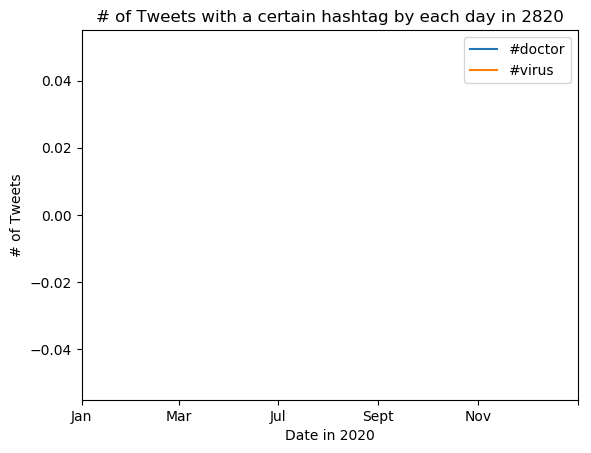 # of Tweets with a certain hashtag by each day in 2820
#doctor
#virus
# of Tweets
0.04
0.02
0.00
−0.02
−0.04
Jan Mar Jul Sept Nov
Date in 2020